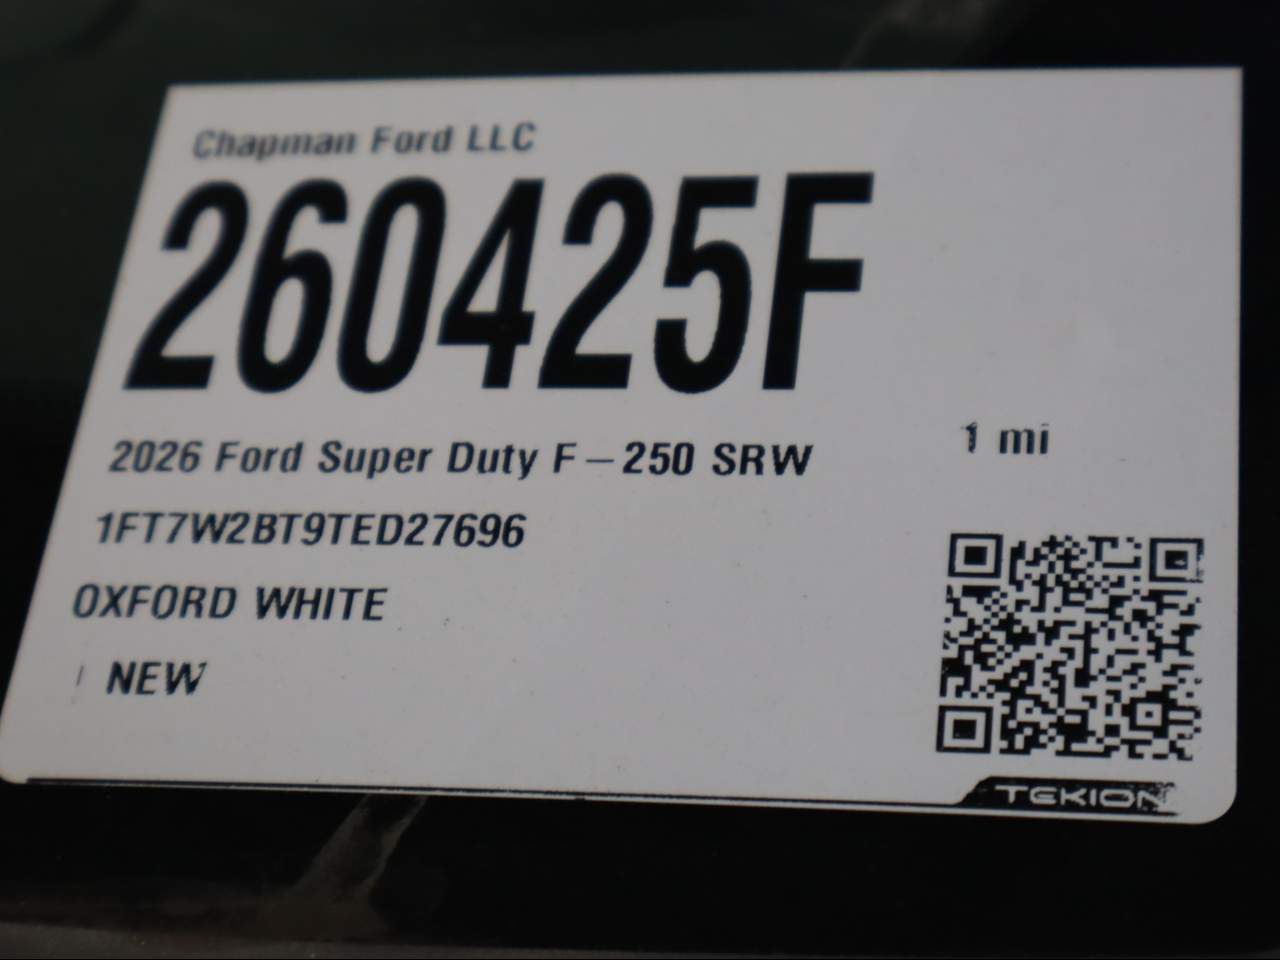 Chapman Ford LLC
260425F
2026 Ford Super Duty F-250 SRW
1 mi
1FT7W2BT9TED27696
OXFORD WHITE
NEW
TEKION